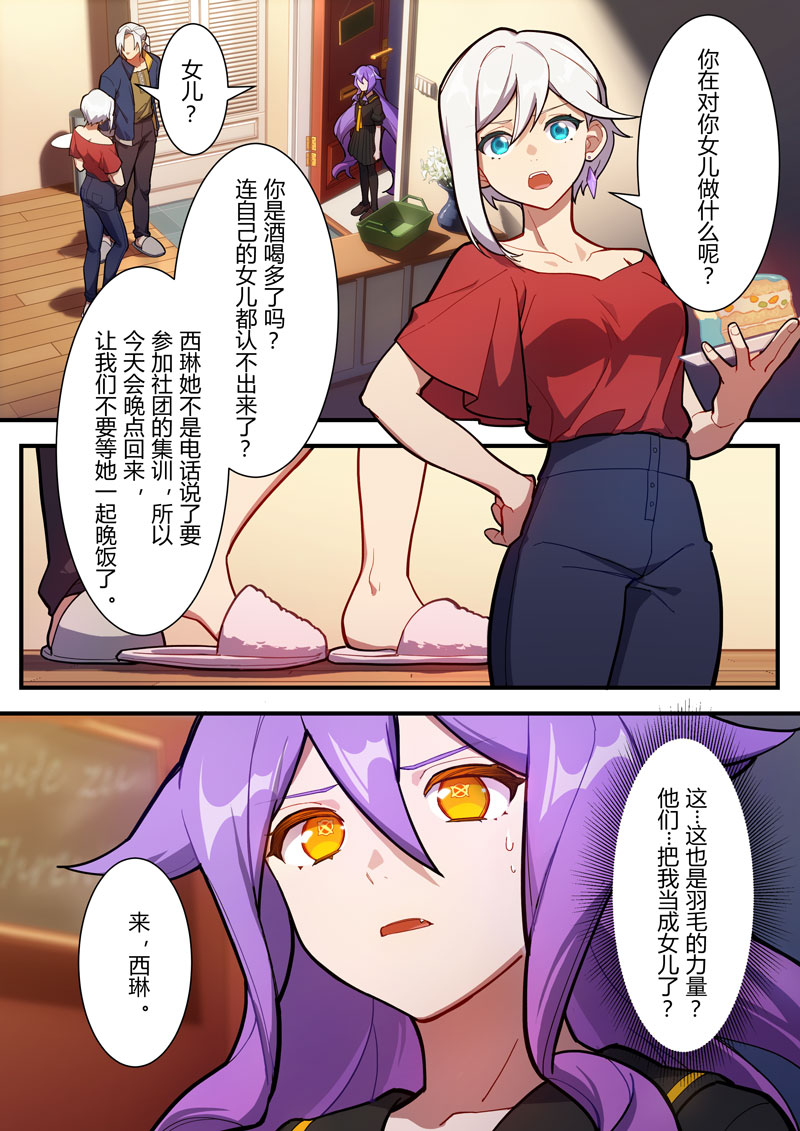 你在对你女儿做什么呢？
女儿？
你是酒喝多了吗？
连自己的女儿都认不出来了？
西琳她不是电话说了要
参加社团的集训，所以
今天会晚点回来，
让我们不要等她一起晚饭了。
这…这也是羽毛的力量？
他们…把我当成女儿了？
来，西琳。